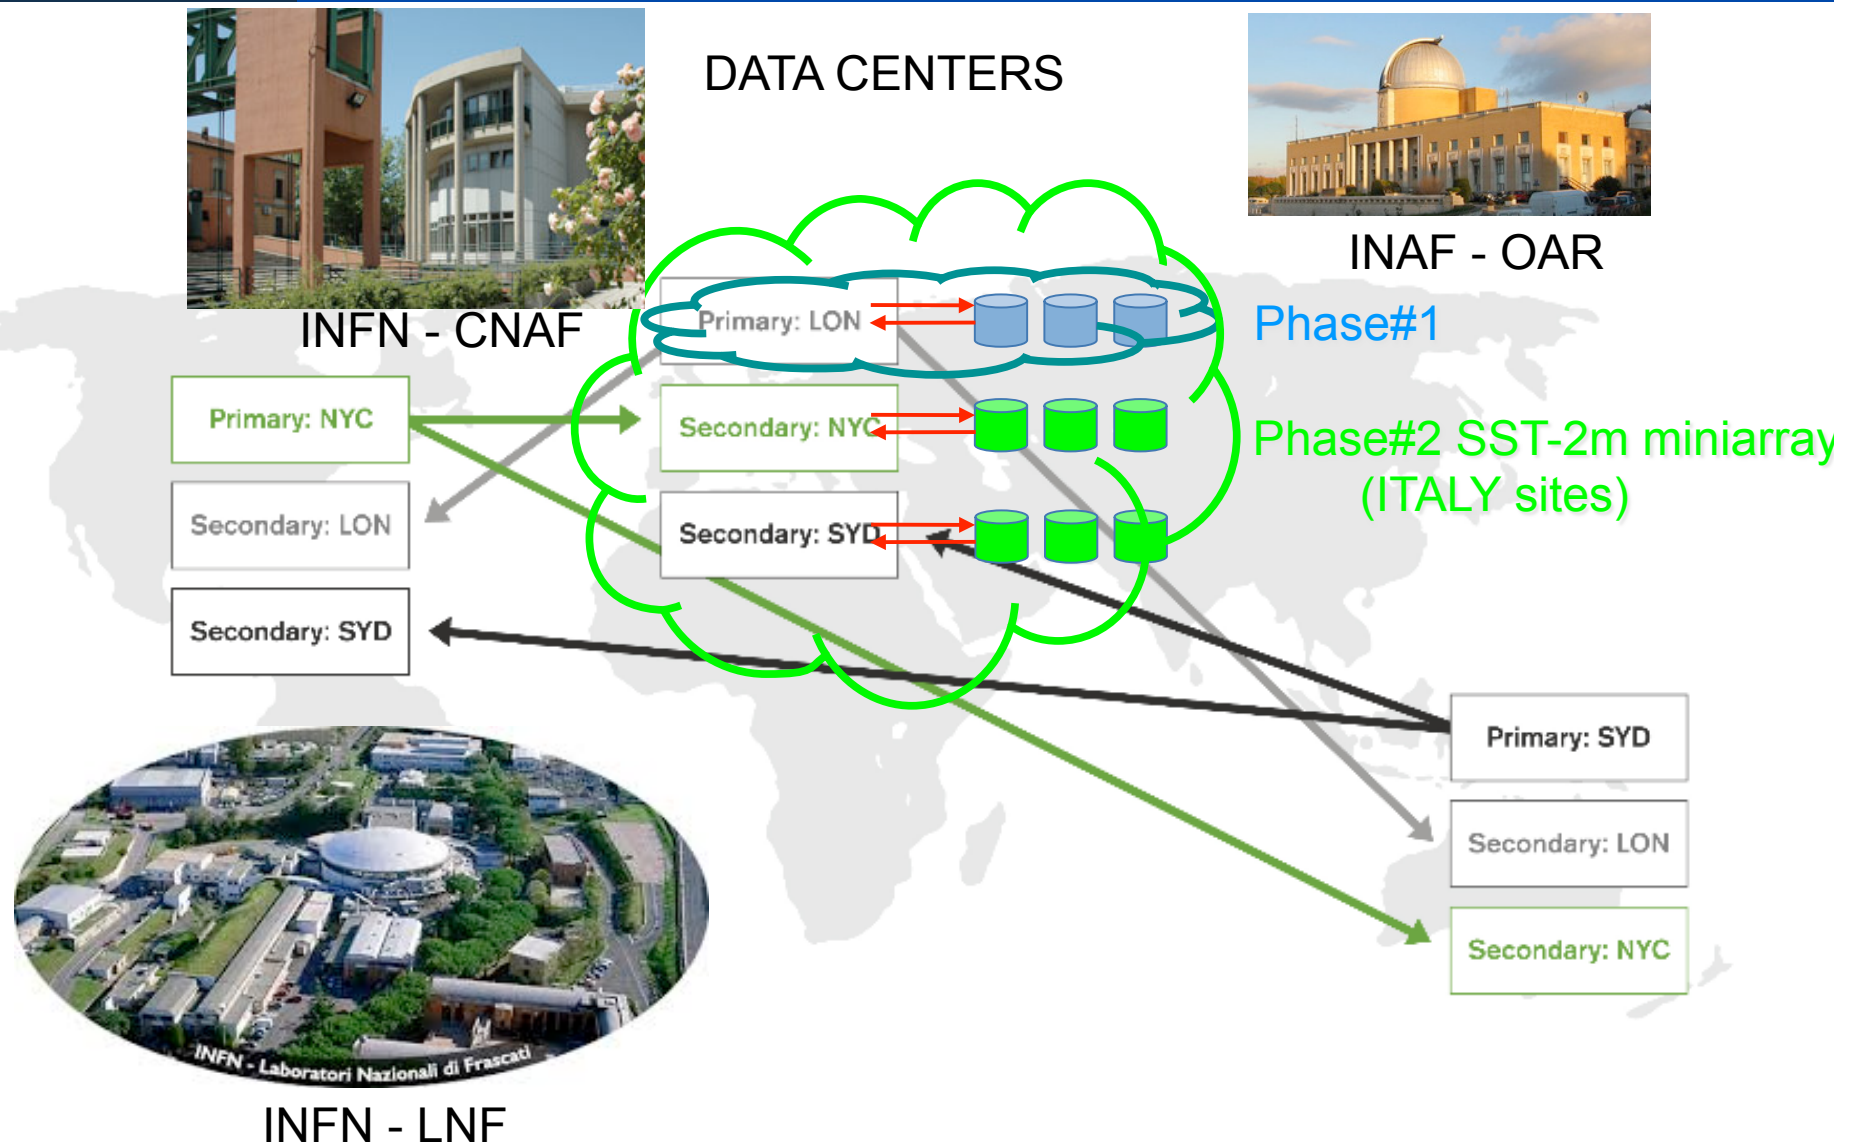 DATA CENTERS
INAF - OAR
INFN - CNAF
Primary: LON
Phase#1
Primary: NYC
Secondary: NYC
Phase#2 SST-2m miniarray
(ITALY sites)
Secondary: LON
Secondary: SYD
Secondary: SYD
Primary: SYD
Secondary: LON
Secondary: NYC
INFN - Laboratori Nazionali di Frascati
INFN - LNF